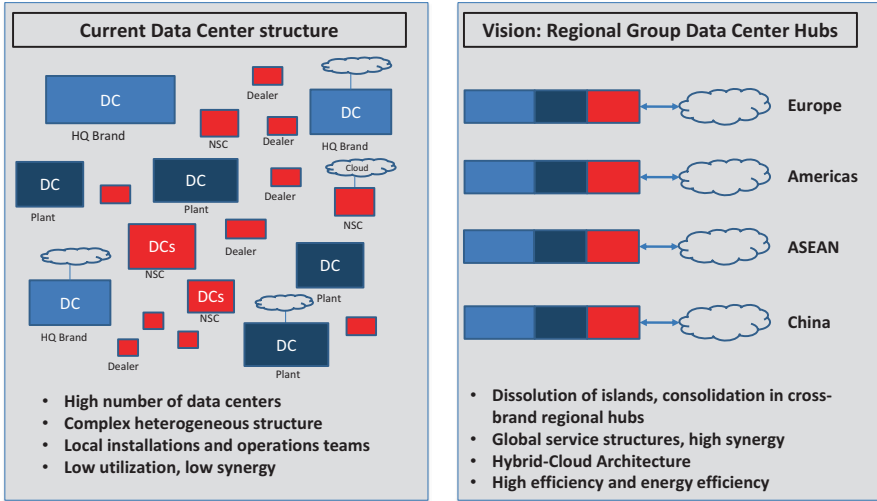 Current Data Center structure
DC
HQ Brand
Dealer
NSC
Dealer
DC
HQ Brand
DC
Plant
DC
Plant
Dealer
Cloud
NSC
DCs
NSC
Dealer
DC
Plant
DC
HQ Brand
DCs
NSC
Dealer
DC
Plant
• High number of data centers
• Complex heterogeneous structure
• Local installations and operations teams
• Low utilization, low synergy
Vision: Regional Group Data Center Hubs
Europe
Americas
ASEAN
China
• Dissolution of islands, consolidation in cross-
brand regional hubs
• Global service structures, high synergy
• Hybrid-Cloud Architecture
• High efficiency and energy efficiency